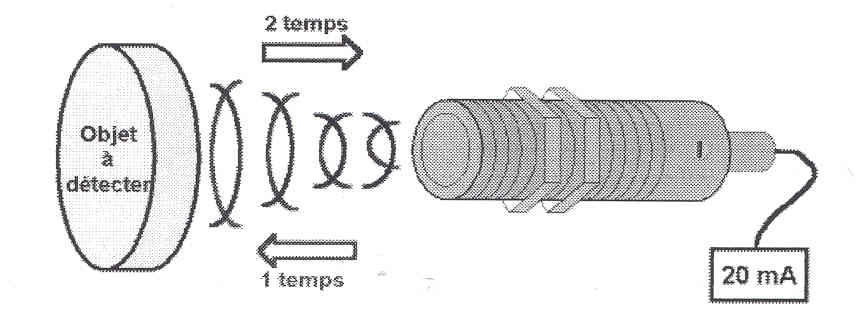 2 temps
Objet
à
détecter
1 temps
20 mA